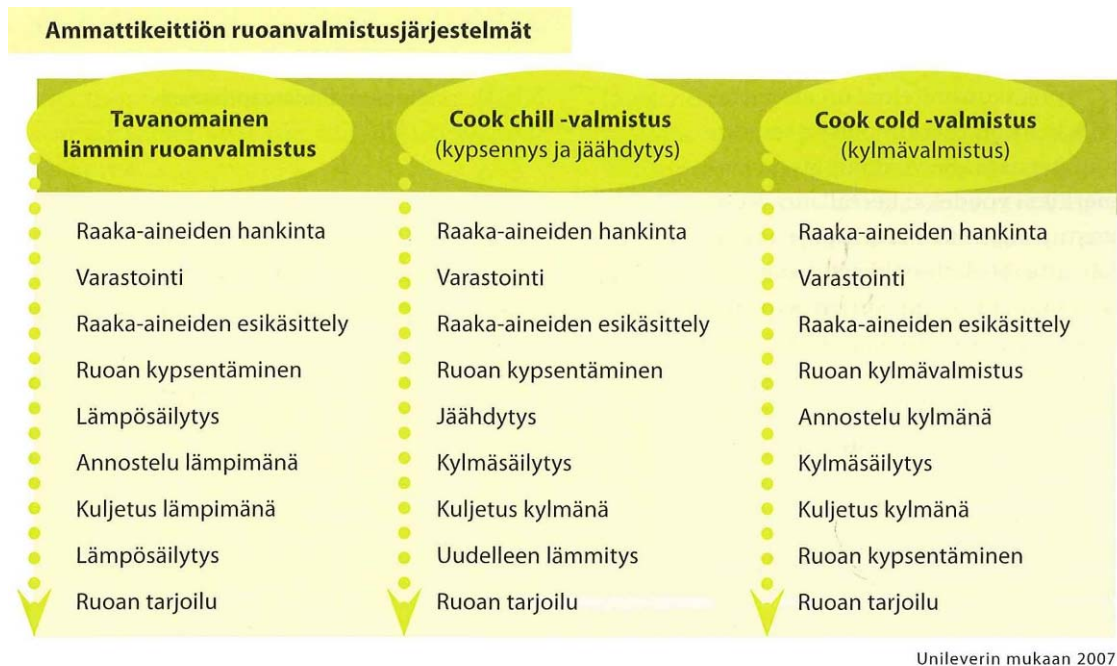 Ammattikeittiön ruoanvalmistusjärjestelmät
Tavanomainen
lämmin ruoanvalmistus
Raaka-aineiden hankinta
Varastointi
Raaka-aineiden esikäsittely
Ruoan kypsentäminen
Lämpösäilytys
Annostelu lämpimänä
Kuljetus lämpimänä
Lämpösäilytys
Ruoan tarjoilu
Cook chill -valmistus
(kypsennys ja jäähdytys)
Raaka-aineiden hankinta
Varastointi
Raaka-aineiden esikäsittely
Ruoan kypsentäminen
Jäähdytys
Kylmäsäilytys
Kuljetus kylmänä
Uudelleen lämmitys
Ruoan tarjoilu
Cook cold -valmistus
(kylmävalmistus)
Raaka-aineiden hankinta
Varastointi
Raaka-aineiden esikäsittely
Ruoan kylmävalmistus
Annostelu kylmänä
Kylmäsäilytys
Kuljetus kylmänä
Ruoan kypsentäminen
Ruoan tarjoilu
Unileverin mukaan 2007